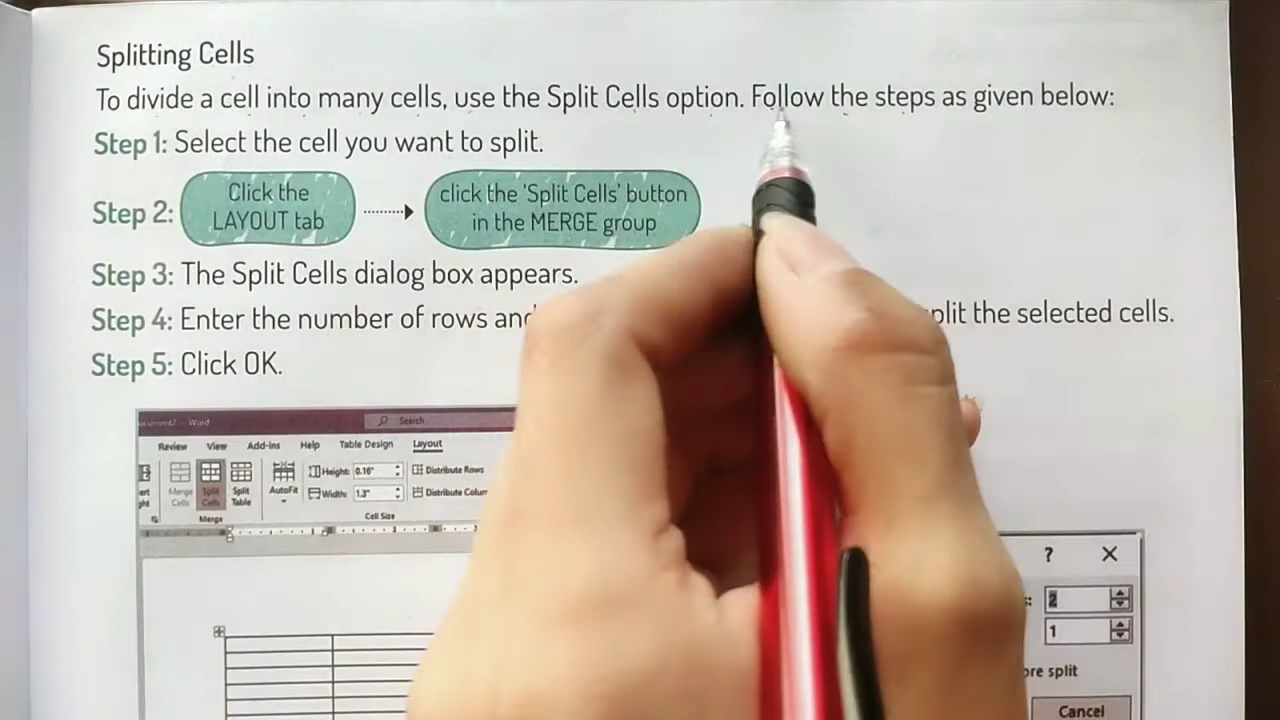 Splitting Cells
To divide a cell into many cells, use the Split Cells option. Follow the steps as given below:
Step 1: Select the cell you want to split.
Step 2:
Click the
LAYOUT tab
click the 'Split Cells' button
in the MERGE group
Step 3: The Split Cells dialog box appears.
Step 4: Enter the number of rows and split the selected cells.
Step 5: Click OK.
Word Search
Review View Add-ins Help Table Design Layout
Merge Cells
Split Cells
Split Table
AutoFit
Height: 0.16"
Width: 1.3"
Distribute Rows
Distribute
Merge
Cell Size
? X
2
1
split
Cancel